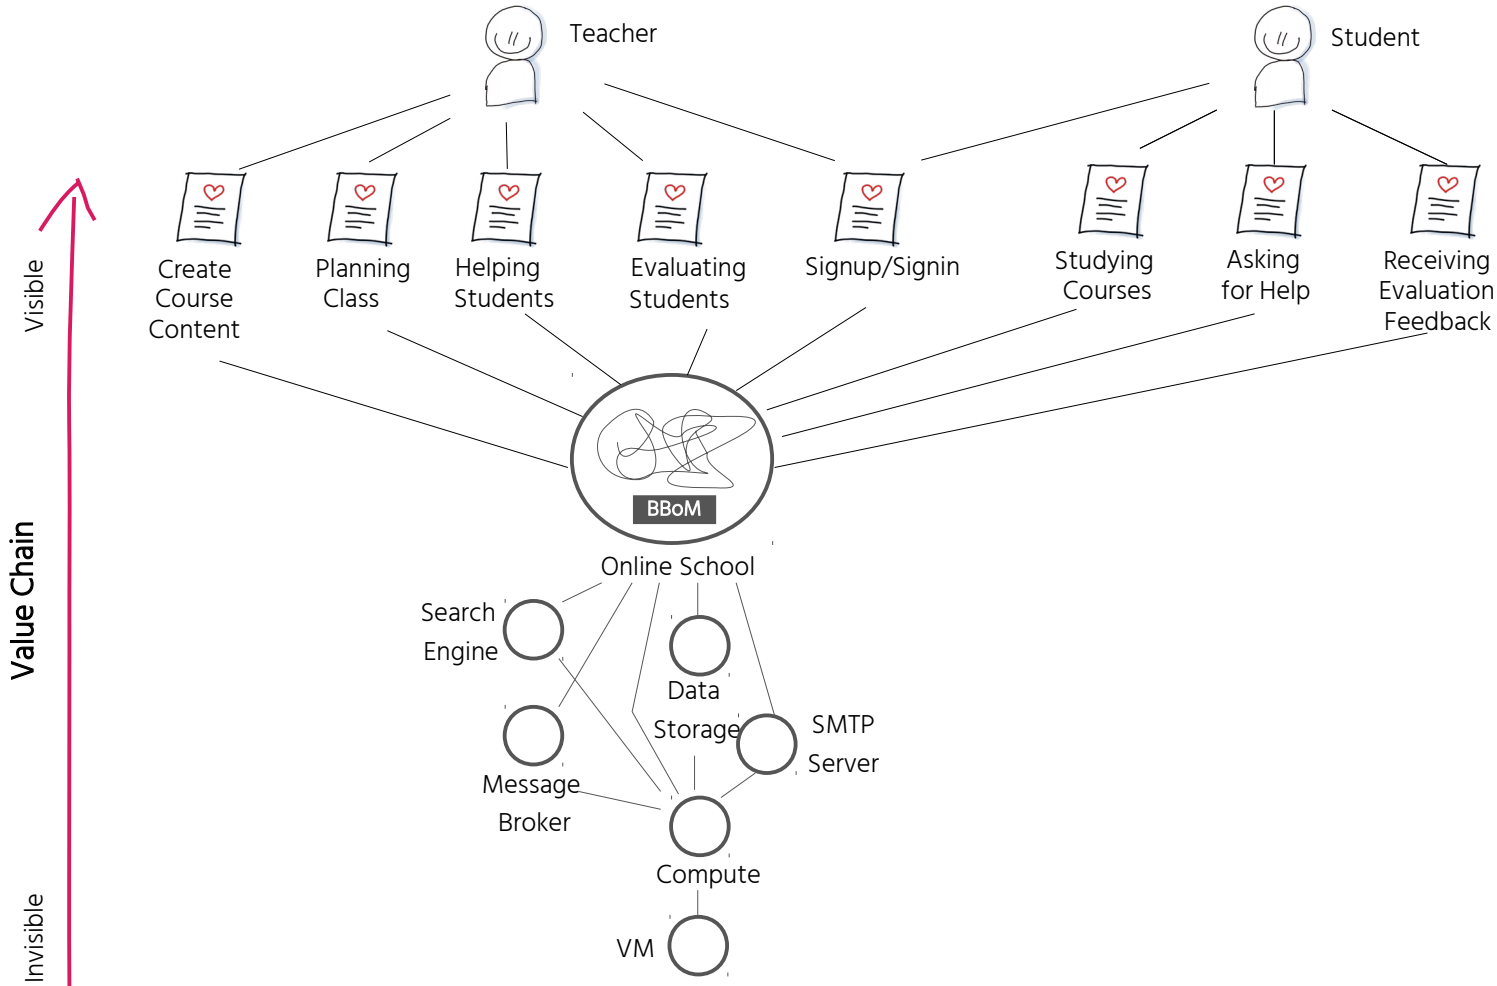 Teacher
Student
Create
Course
Content
Planning
Class
Helping
Students
Evaluating
Students
Signup/Signin
Studying
Courses
Asking
for Help
Receiving
Evaluation
Feedback
Visible
Value Chain
Invisible
BBoM
Online School
Search
Engine
Data
Storage
SMTP
Server
Message
Broker
Compute
VM